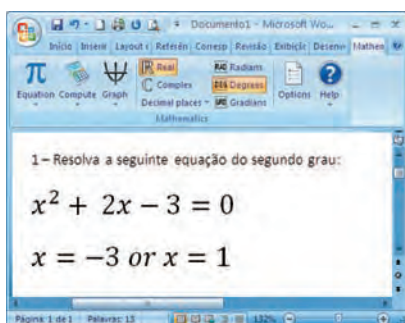 Documento1 - Microsoft Wo...
Início Inserir Layout Referên Corresp Revisão Exibição Desenv Mathem
Equation Compute Graph
Real
Complex
Decimal places
RAD Radians
DEG Degrees
Gradians
Options Help
Mathematics
1 – Resolva a seguinte equação do segundo grau:
x² + 2x − 3 = 0
x = −3 or x = 1
Página: 1 de 1 Palavras: 13 132%